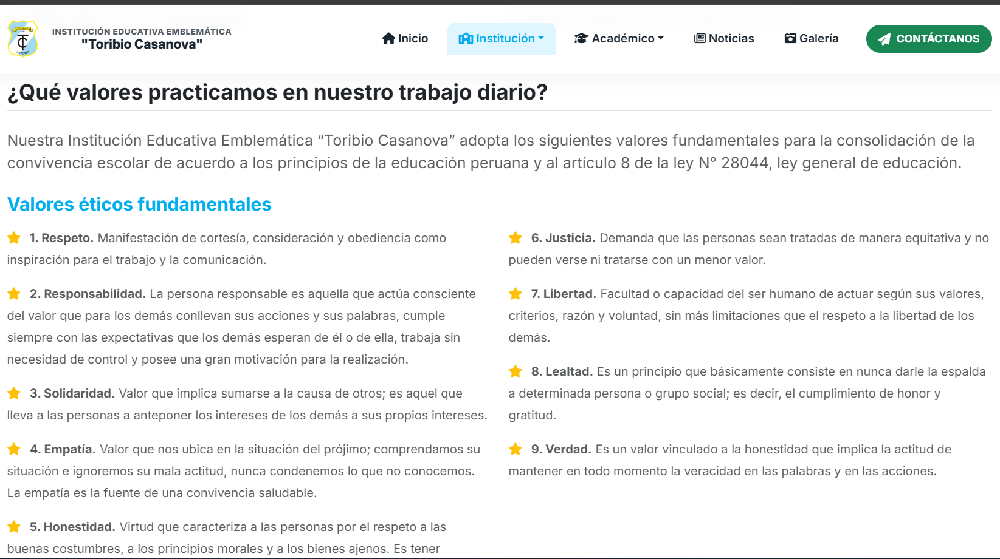 INSTITUCIÓN EDUCATIVA EMBLEMÁTICA
"Toribio Casanova"
Inicio
Institución
Académico
Noticias
Galería
CONTÁCTANOS
¿Qué valores practicamos en nuestro trabajo diario?
Nuestra Institución Educativa Emblemática “Toribio Casanova” adopta los siguientes valores fundamentales para la consolidación de la
convivencia escolar de acuerdo a los principios de la educación peruana y al artículo 8 de la ley N° 28044, ley general de educación.
Valores éticos fundamentales
1. Respeto. Manifestación de cortesía, consideración y obediencia como
inspiración para el trabajo y la comunicación.
2. Responsabilidad. La persona responsable es aquella que actúa consciente
del valor que para los demás conllevan sus acciones y sus palabras, cumple
siempre con las expectativas que los demás esperan de él o de ella, trabaja sin
necesidad de control y posee una gran motivación para la realización.
3. Solidaridad. Valor que implica sumarse a la causa de otros; es aquel que
lleva a las personas a anteponer los intereses de los demás a sus propios intereses.
4. Empatía. Valor que nos ubica en la situación del prójimo; comprendamos su
situación e ignoremos su mala actitud, nunca condenemos lo que no conocemos.
La empatía es la fuente de una convivencia saludable.
5. Honestidad. Virtud que caracteriza a las personas por el respeto a las
buenas costumbres, a los principios morales y a los bienes ajenos. Es tener
6. Justicia. Demanda que las personas sean tratadas de manera equitativa y no
pueden verse ni tratarse con un menor valor.
7. Libertad. Facultad o capacidad del ser humano de actuar según sus valores,
criterios, razón y voluntad, sin más limitaciones que el respeto a la libertad de los
demás.
8. Lealtad. Es un principio que básicamente consiste en nunca darle la espalda
a determinada persona o grupo social; es decir, el cumplimiento de honor y
gratitud.
9. Verdad. Es un valor vinculado a la honestidad que implica la actitud de
mantener en todo momento la veracidad en las palabras y en las acciones.